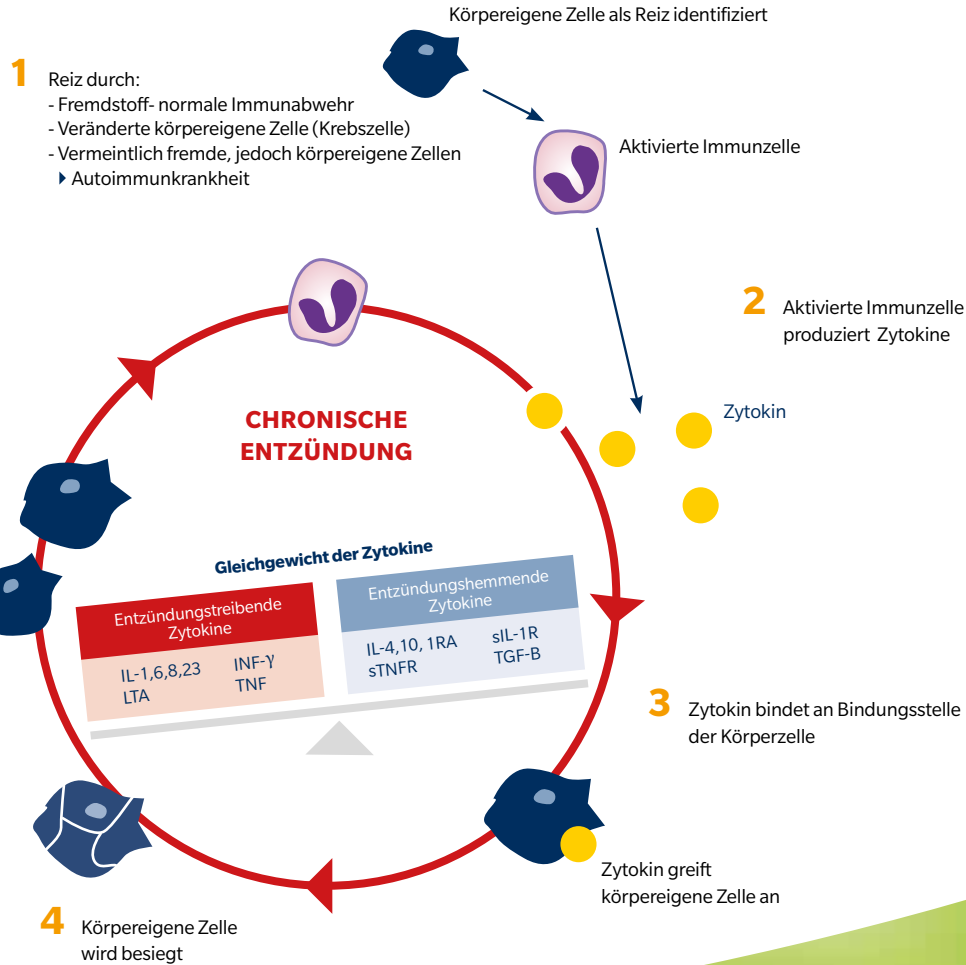 Körpereigene Zelle als Reiz identifiziert
1
Reiz durch:
- Fremdstoff- normale Immunabwehr
- Veränderte körpereigene Zelle (Krebszelle)
- Vermeintlich fremde, jedoch körpereigene Zellen
Autoimmunkrankheit
Aktivierte Immunzelle
2
Aktivierte Immunzelle
produziert Zytokine
Zytokin
CHRONISCHE
ENTZÜNDUNG
Gleichgewicht der Zytokine
Entzündungstreibende
Zytokine
IL-1,6,8,23 INF-γ
LTA TNF
Entzündungshemmende
Zytokine
IL-4,10, 1RA sIL-1R
sTNFR TGF-B
3
Zytokin bindet an Bindungsstelle
der Körperzelle
Zytokin greift
körpereigene Zelle an
4
Körpereigene Zelle
wird besiegt